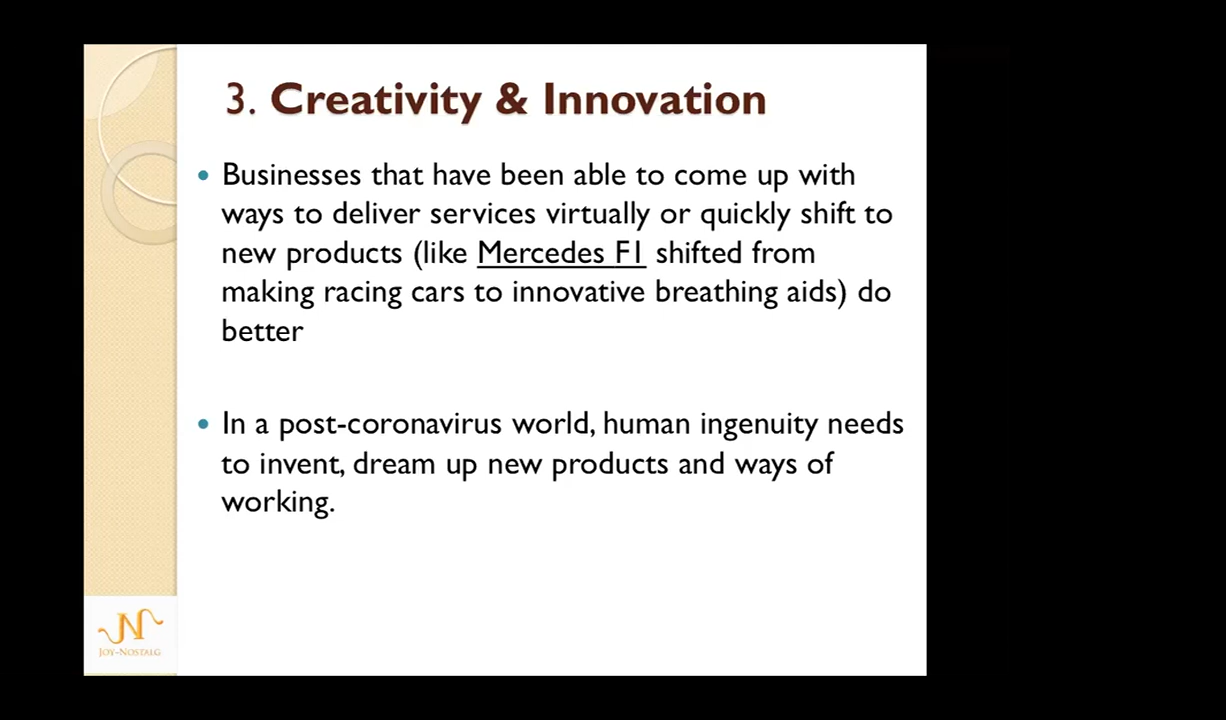 3. Creativity & Innovation
Businesses that have been able to come up with
ways to deliver services virtually or quickly shift to
new products (like Mercedes F1 shifted from
making racing cars to innovative breathing aids) do
better
In a post-coronavirus world, human ingenuity needs
to invent, dream up new products and ways of
working.
N
JOY-NOSTALG